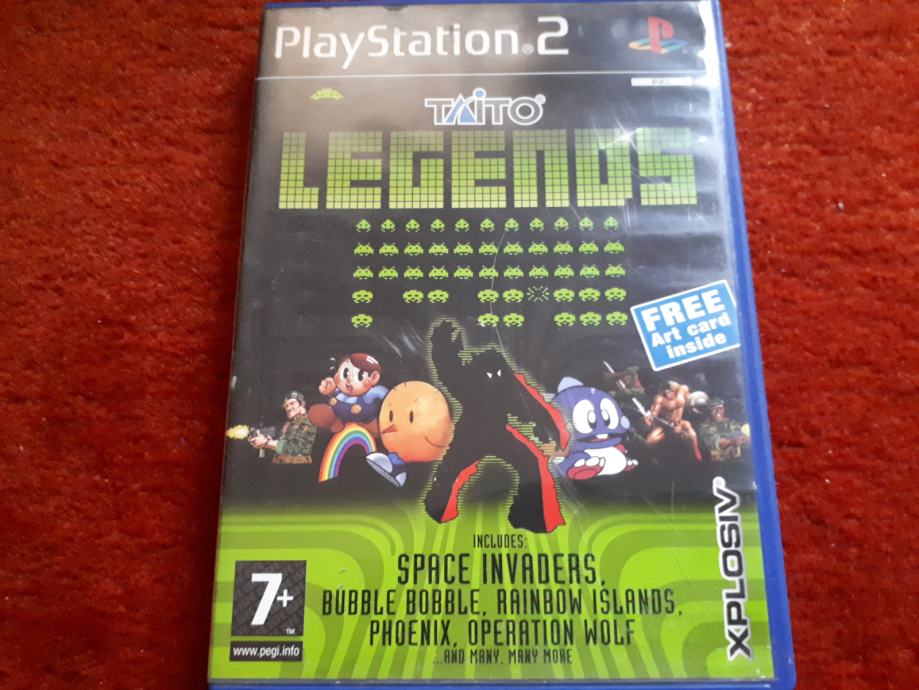 PlayStation®2
PAL
TAITO®
LEGENDS
FREE
Art card
inside
INCLUDES:
SPACE INVADERS,
BUBBLE BOBBLE, RAINBOW ISLANDS,
PHOENIX, OPERATION WOLF
...AND MANY, MANY MORE
7+
TM
www.pegi.info
XPLOSIV®